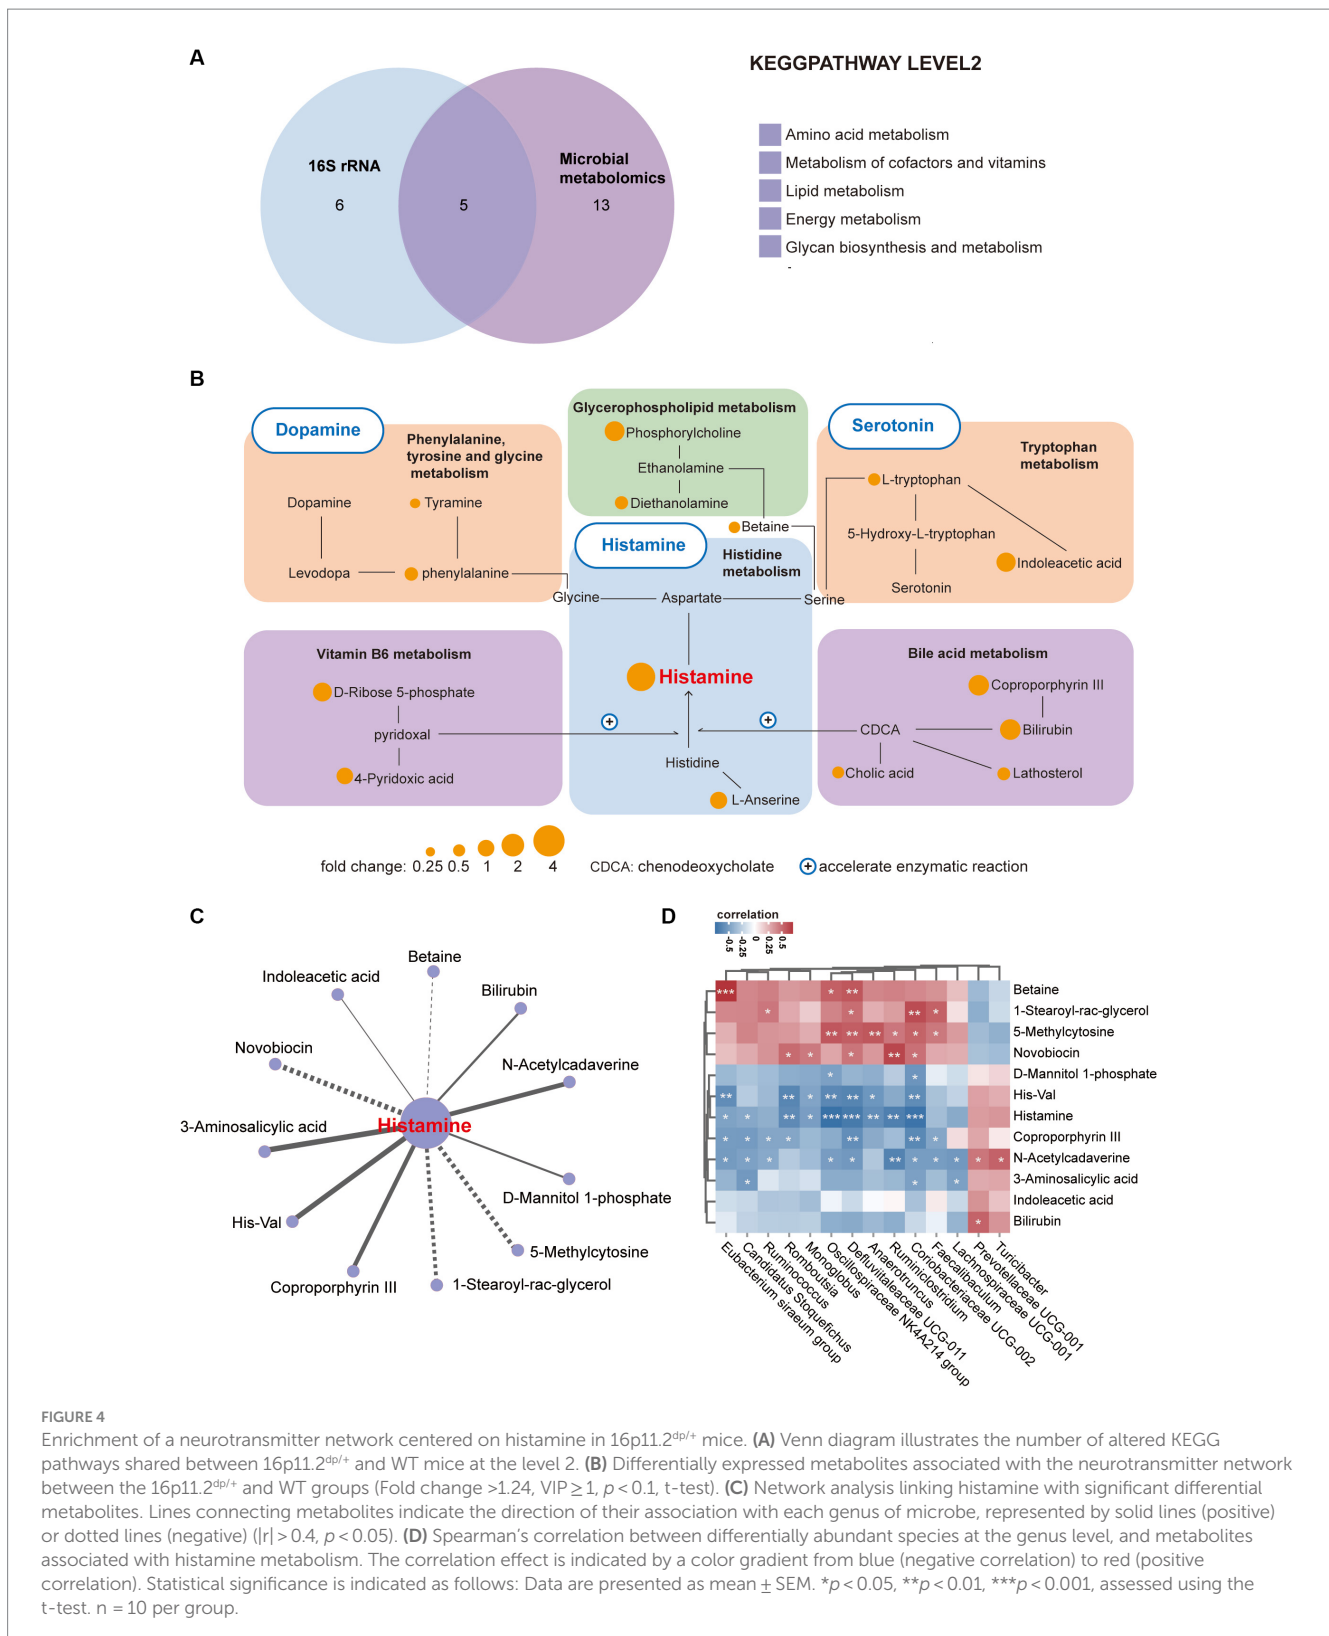 A
KEGGPATHWAY LEVEL2
16S rRNA
6
5
Microbial
metabolomics
13
Amino acid metabolism
Metabolism of cofactors and vitamins
Lipid metabolism
Energy metabolism
Glycan biosynthesis and metabolism
-
B
Dopamine
Phenylalanine,
tyrosine and glycine
metabolism
Dopamine
Tyramine
Levodopa
phenylalanine
Glycerophospholipid metabolism
Phosphorylcholine
Ethanolamine
Diethanolamine
Betaine
Serotonin
Tryptophan
metabolism
L-tryptophan
5-Hydroxy-L-tryptophan
Indoleacetic acid
Serotonin
Histamine
Histidine
metabolism
Glycine
Aspartate
Serine
Histamine
Histidine
L-Anserine
Vitamin B6 metabolism
D-Ribose 5-phosphate
pyridoxal
4-Pyridoxic acid
+
+
Bile acid metabolism
Coproporphyrin III
CDCA
Bilirubin
Cholic acid
Lathosterol
fold change: 0.25 0.5 1 2 4
CDCA: chenodeoxycholate
+ accelerate enzymatic reaction
C
Betaine
Indoleacetic acid
Bilirubin
Novobiocin
N-Acetylcadaverine
3-Aminosalicylic acid
Histamine
D-Mannitol 1-phosphate
His-Val
5-Methylcytosine
Coproporphyrin III
1-Stearoyl-rac-glycerol
D
correlation
-0.5 -0.25 0 0.25 0.5
*** * ** Betaine
* * ** * 1-Stearoyl-rac-glycerol
** ** ** * * * 5-Methylcytosine
* * * ** * Novobiocin
* * D-Mannitol 1-phosphate
** ** * ** ** * ** His-Val
* * ** * *** *** ** ** *** Histamine
* * * * ** ** * Coproporphyrin III
* * * * * ** * * * * * N-Acetylcadaverine
* * * 3-Aminosalicylic acid
Indoleacetic acid
* Bilirubin
Eubacterium siraeum group
Candidatus Stoquefichus
Ruminococcus
Romboutsia
Monoglobus
Oscillospiraceae NK4A214 group
Defluviitaleaceae UCG-011
Anaerotruncus
Ruminiclostridium
Coriobacteriaceae UCG-002
Faecalibaculum
Lachnospiraceae UCG-001
Prevotellaceae UCG-001
Turicibacter
FIGURE 4
Enrichment of a neurotransmitter network centered on histamine in 16p11.2dp/+ mice. (A) Venn diagram illustrates the number of altered KEGG
pathways shared between 16p11.2dp/+ and WT mice at the level 2. (B) Differentially expressed metabolites associated with the neurotransmitter network
between the 16p11.2dp/+ and WT groups (Fold change >1.24, VIP ≥ 1, p < 0.1, t-test). (C) Network analysis linking histamine with significant differential
metabolites. Lines connecting metabolites indicate the direction of their association with each genus of microbe, represented by solid lines (positive)
or dotted lines (negative) (|r| > 0.4, p < 0.05). (D) Spearman's correlation between differentially abundant species at the genus level, and metabolites
associated with histamine metabolism. The correlation effect is indicated by a color gradient from blue (negative correlation) to red (positive
correlation). Statistical significance is indicated as follows: Data are presented as mean ± SEM. *p < 0.05, **p < 0.01, ***p < 0.001, assessed using the
t-test. n = 10 per group.